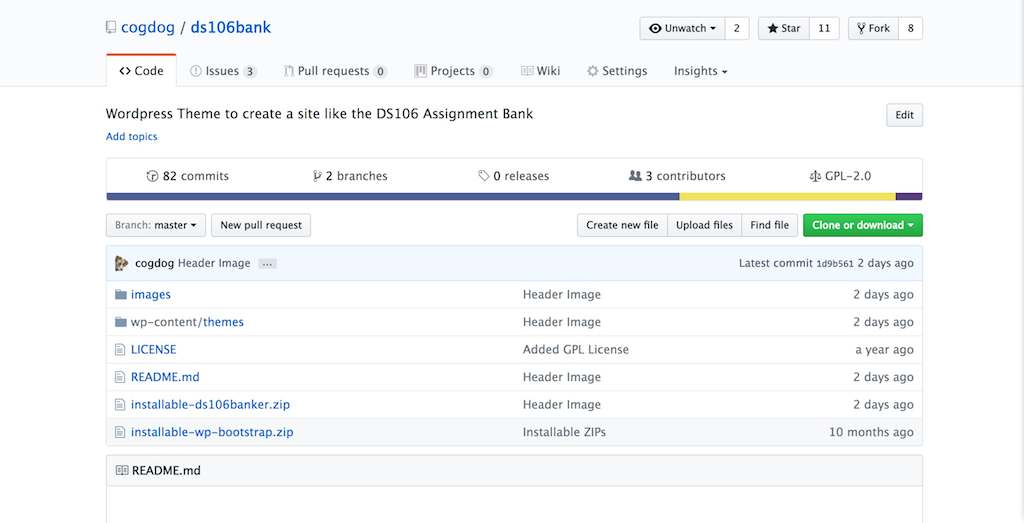 cogdog / ds106bank Unwatch 2 Star 11 Fork 8
Code Issues 3 Pull requests 0 Projects 0 Wiki Settings Insights
Wordpress Theme to create a site like the DS106 Assignment Bank Edit
Add topics
82 commits 2 branches 0 releases 3 contributors GPL-2.0
Branch: master New pull request Create new file Upload files Find file Clone or download
cogdog Header Image ... Latest commit 1d9b561 2 days ago
images Header Image 2 days ago
wp-content/themes Header Image 2 days ago
LICENSE Added GPL License a year ago
README.md Header Image 2 days ago
installable-ds106banker.zip Header Image 2 days ago
installable-wp-bootstrap.zip Installable ZIPs 10 months ago
README.md